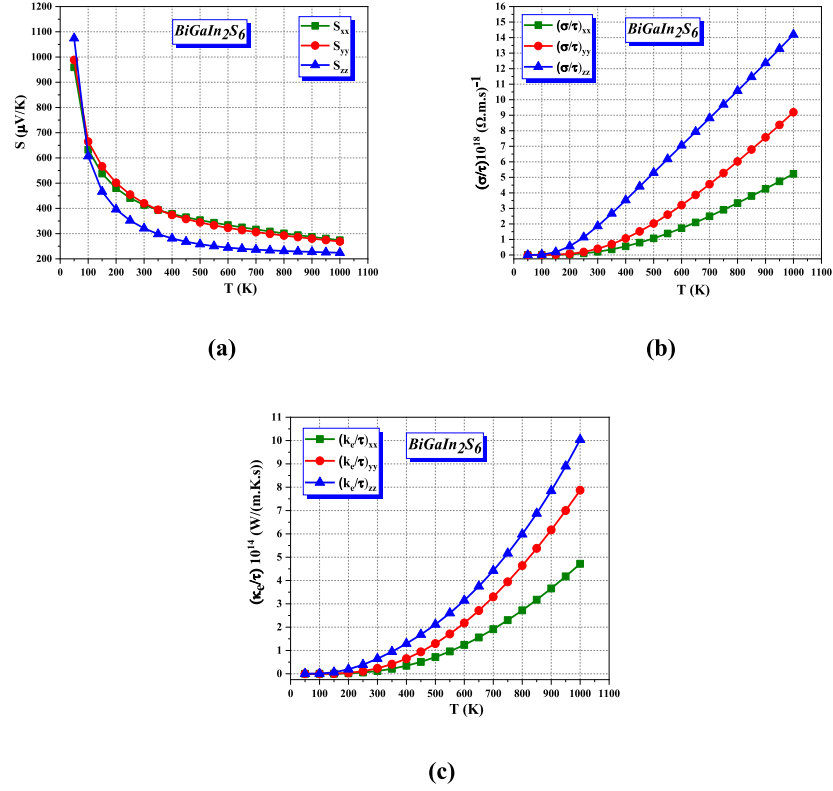 BiGaIn₂S₆
Sxx
Syy
Szz
1200
1100
1000
900
800
700
600
500
400
300
200
S (μV/K)
0 100 200 300 400 500 600 700 800 900 1000 1100
T (K)
(a)
BiGaIn₂S₆
(σ/τ)xx
(σ/τ)yy
(σ/τ)zz
16
15
14
13
12
11
10
9
8
7
6
5
4
3
2
1
0
(σ/τ)10¹⁸ (Ω.m.s)⁻¹
0 100 200 300 400 500 600 700 800 900 1000 1100
T (K)
(b)
BiGaIn₂S₆
(kₑ/τ)xx
(kₑ/τ)yy
(kₑ/τ)zz
11
10
9
8
7
6
5
4
3
2
1
0
(κₑ/τ) 10¹⁴ (W/(m.K.s))
0 100 200 300 400 500 600 700 800 900 1000 1100
T (K)
(c)